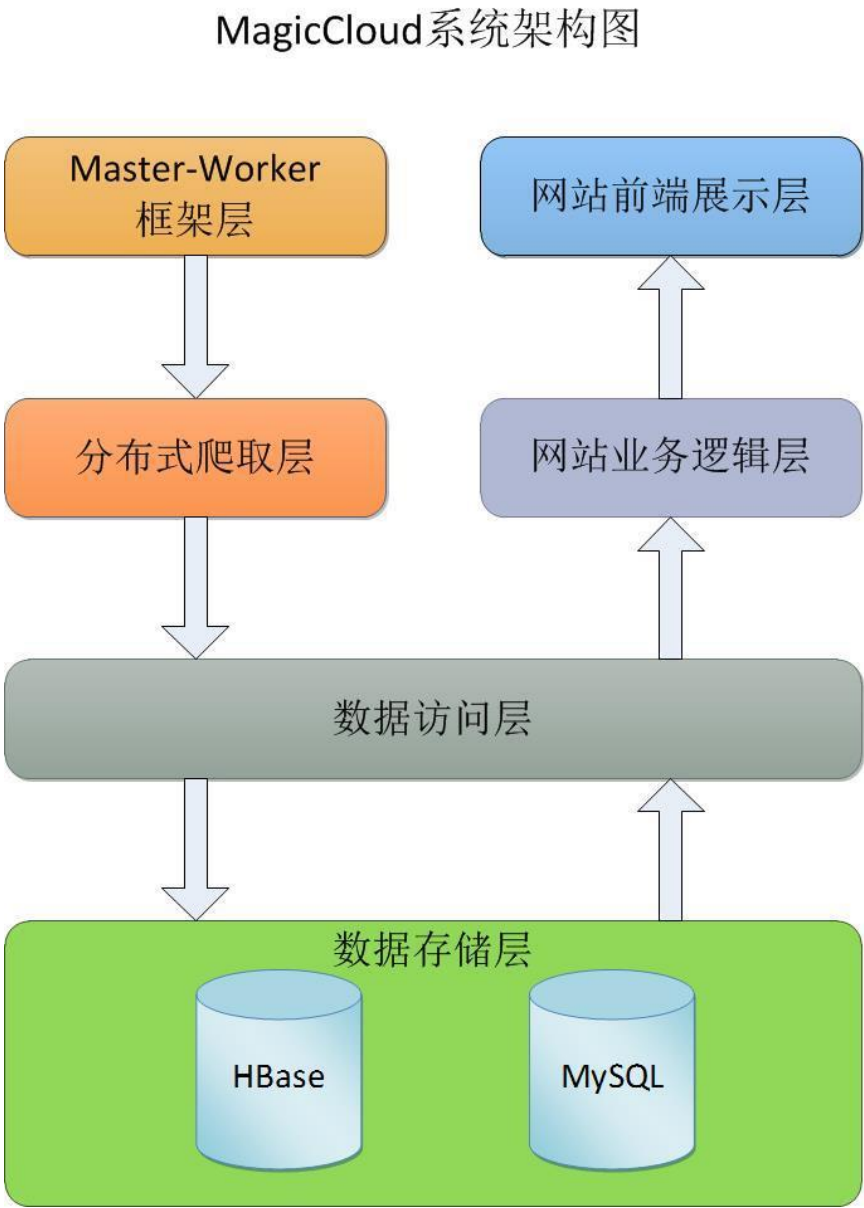 MagicCloud系统架构图
Master-Worker
框架层
网站前端展示层
分布式爬取层
网站业务逻辑层
数据访问层
数据存储层
HBase
MySQL